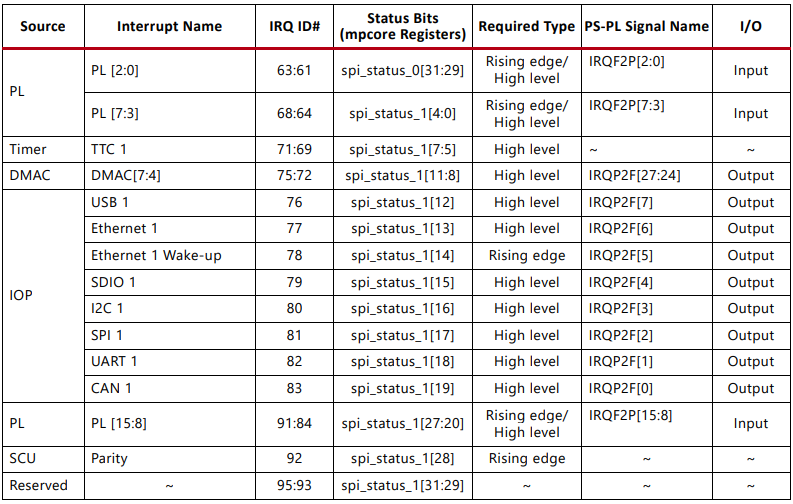 Source Interrupt Name IRQ ID# Status Bits (mpcore Registers) Required Type PS-PL Signal Name I/O
PL PL [2:0] 63:61 spi_status_0[31:29] Rising edge/ High level IRQF2P[2:0] Input
PL [7:3] 68:64 spi_status_1[4:0] Rising edge/ High level IRQF2P[7:3] Input
Timer TTC 1 71:69 spi_status_1[7:5] High level ~ ~
DMAC DMAC[7:4] 75:72 spi_status_1[11:8] High level IRQP2F[27:24] Output
IOP USB 1 76 spi_status_1[12] High level IRQP2F[7] Output
Ethernet 1 77 spi_status_1[13] High level IRQP2F[6] Output
Ethernet 1 Wake-up 78 spi_status_1[14] Rising edge IRQP2F[5] Output
SDIO 1 79 spi_status_1[15] High level IRQP2F[4] Output
I2C 1 80 spi_status_1[16] High level IRQP2F[3] Output
SPI 1 81 spi_status_1[17] High level IRQP2F[2] Output
UART 1 82 spi_status_1[18] High level IRQP2F[1] Output
CAN 1 83 spi_status_1[19] High level IRQP2F[0] Output
PL PL [15:8] 91:84 spi_status_1[27:20] Rising edge/ High level IRQF2P[15:8] Input
SCU Parity 92 spi_status_1[28] Rising edge ~ ~
Reserved ~ 95:93 spi_status_1[31:29] ~ ~ ~